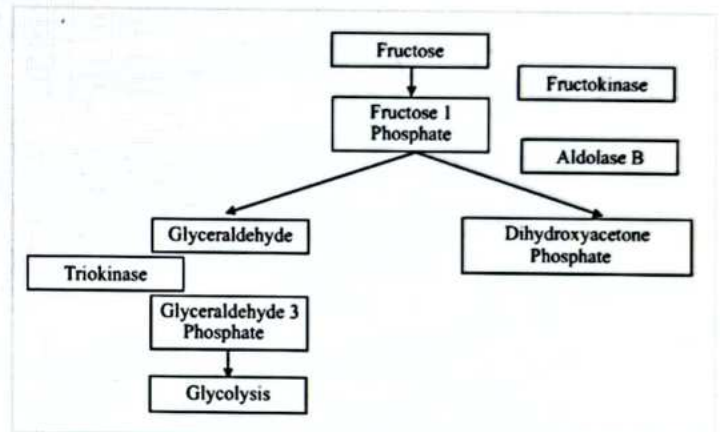 Fructose
Fructokinase
Fructose 1
Phosphate
Aldolase B
Glyceraldehyde
Dihydroxyacetone
Phosphate
Triokinase
Glyceraldehyde 3
Phosphate
Glycolysis